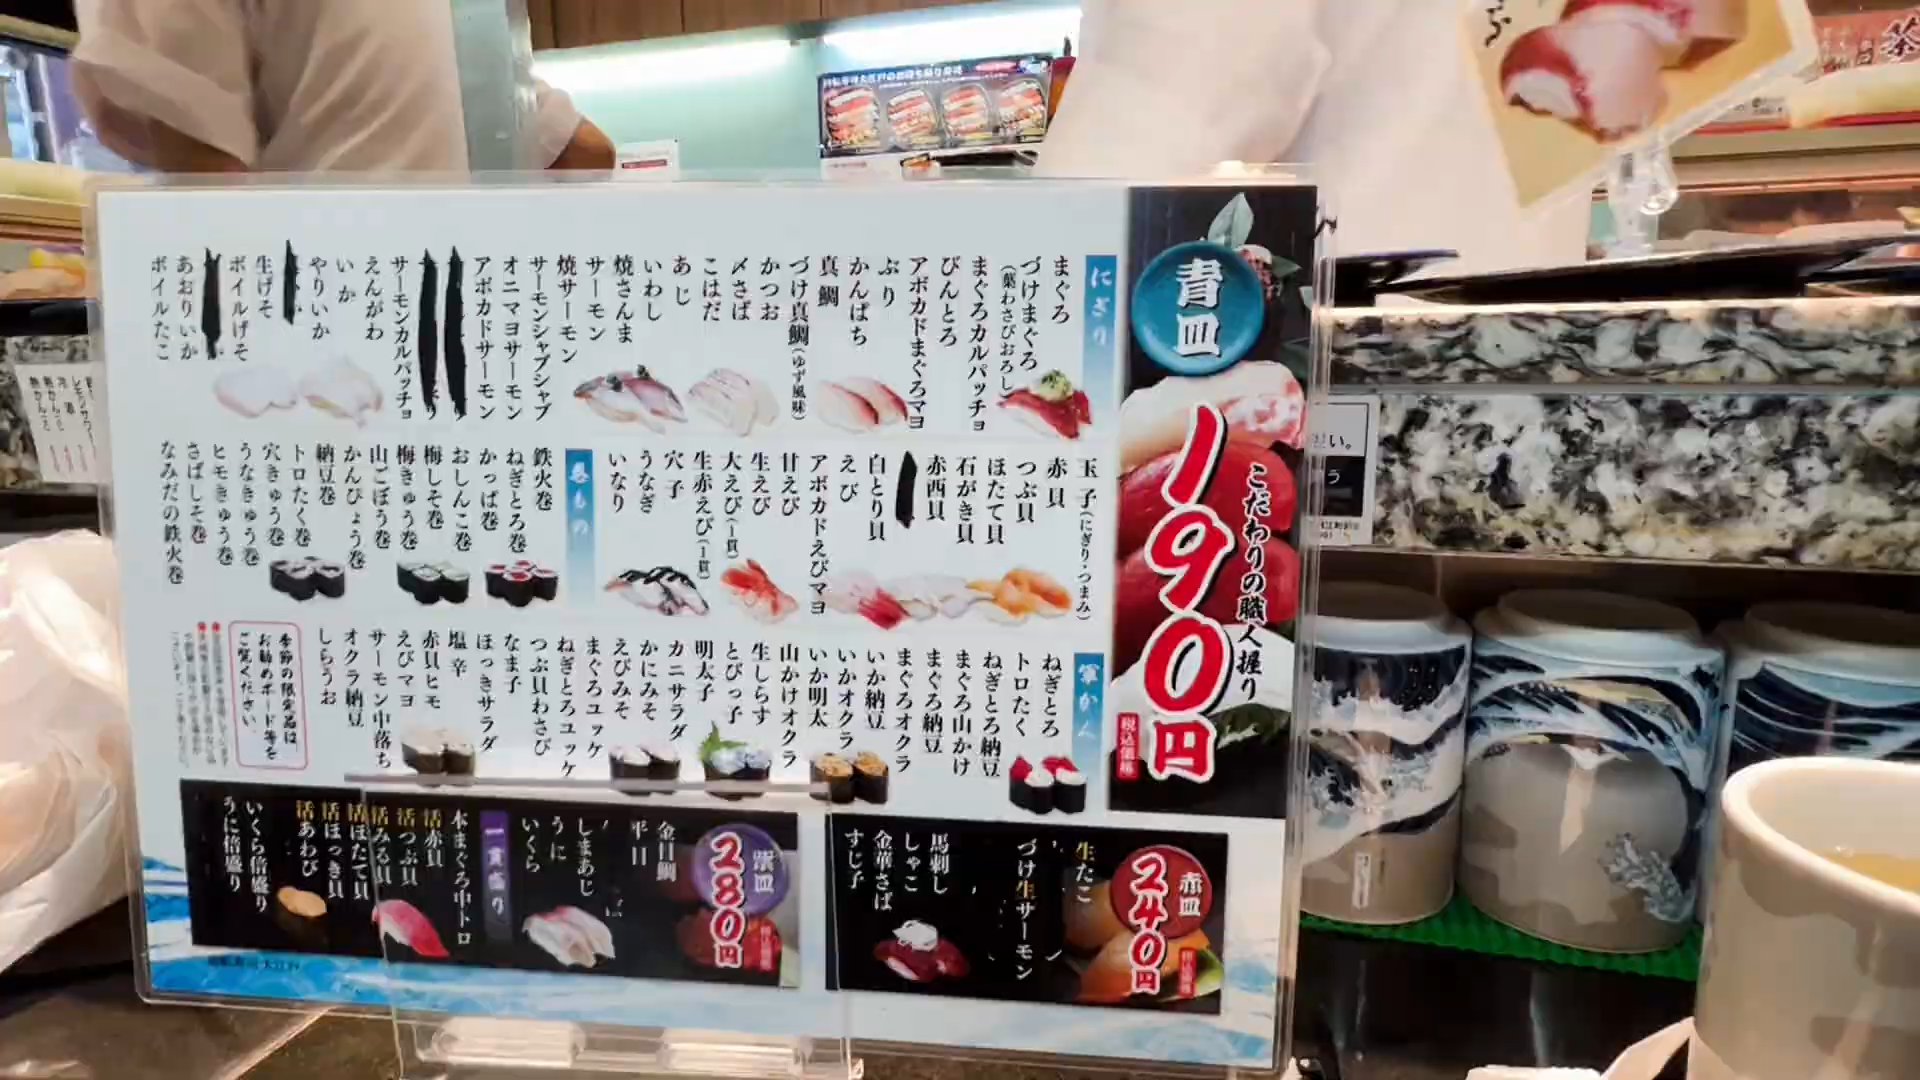 青皿
190円
税込価格
こだわりの職人握り
にぎり
まぐろ
づけまぐろ
(葉わさびおろし)
まぐろカルパッチョ
びんとろ
アボカドまぐろマヨ
ぶり
かんぱち
真鯛
づけ真鯛(ゆず風味)
かつお
〆さば
こはだ
あじ
いわし
焼さんま
サーモン
焼サーモン
サーモンシャブシャブ
オニマヨサーモン
アボカドサーモン
サーモンカルパッチョ
えんがわ
いか
やりいか
生げそ
ボイルげそ
あおりいか
ボイルたこ
玉子(にぎり・つまみ)
赤貝
つぶ貝
ほたて貝
石がき貝
赤西貝
白とり貝
えび
アボカドえびマヨ
甘えび
生えび
大えび(一貫)
生赤えび(一貫)
穴子
うなぎ
いなり
巻もの
鉄火巻
ねぎとろ巻
かっぱ巻
おしんこ巻
梅しそ巻
梅きゅう巻
山ごぼう巻
かんぴょう巻
納豆巻
トロたく巻
穴きゅう巻
うなきゅう巻
ヒモきゅう巻
さばしそ巻
なみだの鉄火巻
軍かん
ねぎとろ
トロたく
ねぎとろ納豆
まぐろ山かけ
まぐろ納豆
まぐろオクラ
いか納豆
いかオクラ
いか明太
山かけオクラ
生しらす
とびっ子
明太子
カニサラダ
かにみそ
えびみそ
まぐろユッケ
ねぎとろユッケ
つぶ貝わさび
なま子
ほっきサラダ
塩辛
赤貝ヒモ
えびマヨ
サーモン中落ち
オクラ納豆
しらうお
季節の限定品は、
お勧めボード等を
ご覧ください。
赤皿
240円
生たこ
づけ生サーモン
馬刺し
しゃこ
金華さば
すじ子
紫皿
280円
金目鯛
平目
しまあじ
うに
いくら
一貫盛り
本まぐろ中トロ
活赤貝
活つぶ貝
活みる貝
活ほたて貝
活ほっき貝
活あわび
いくら倍盛り
うに倍盛り